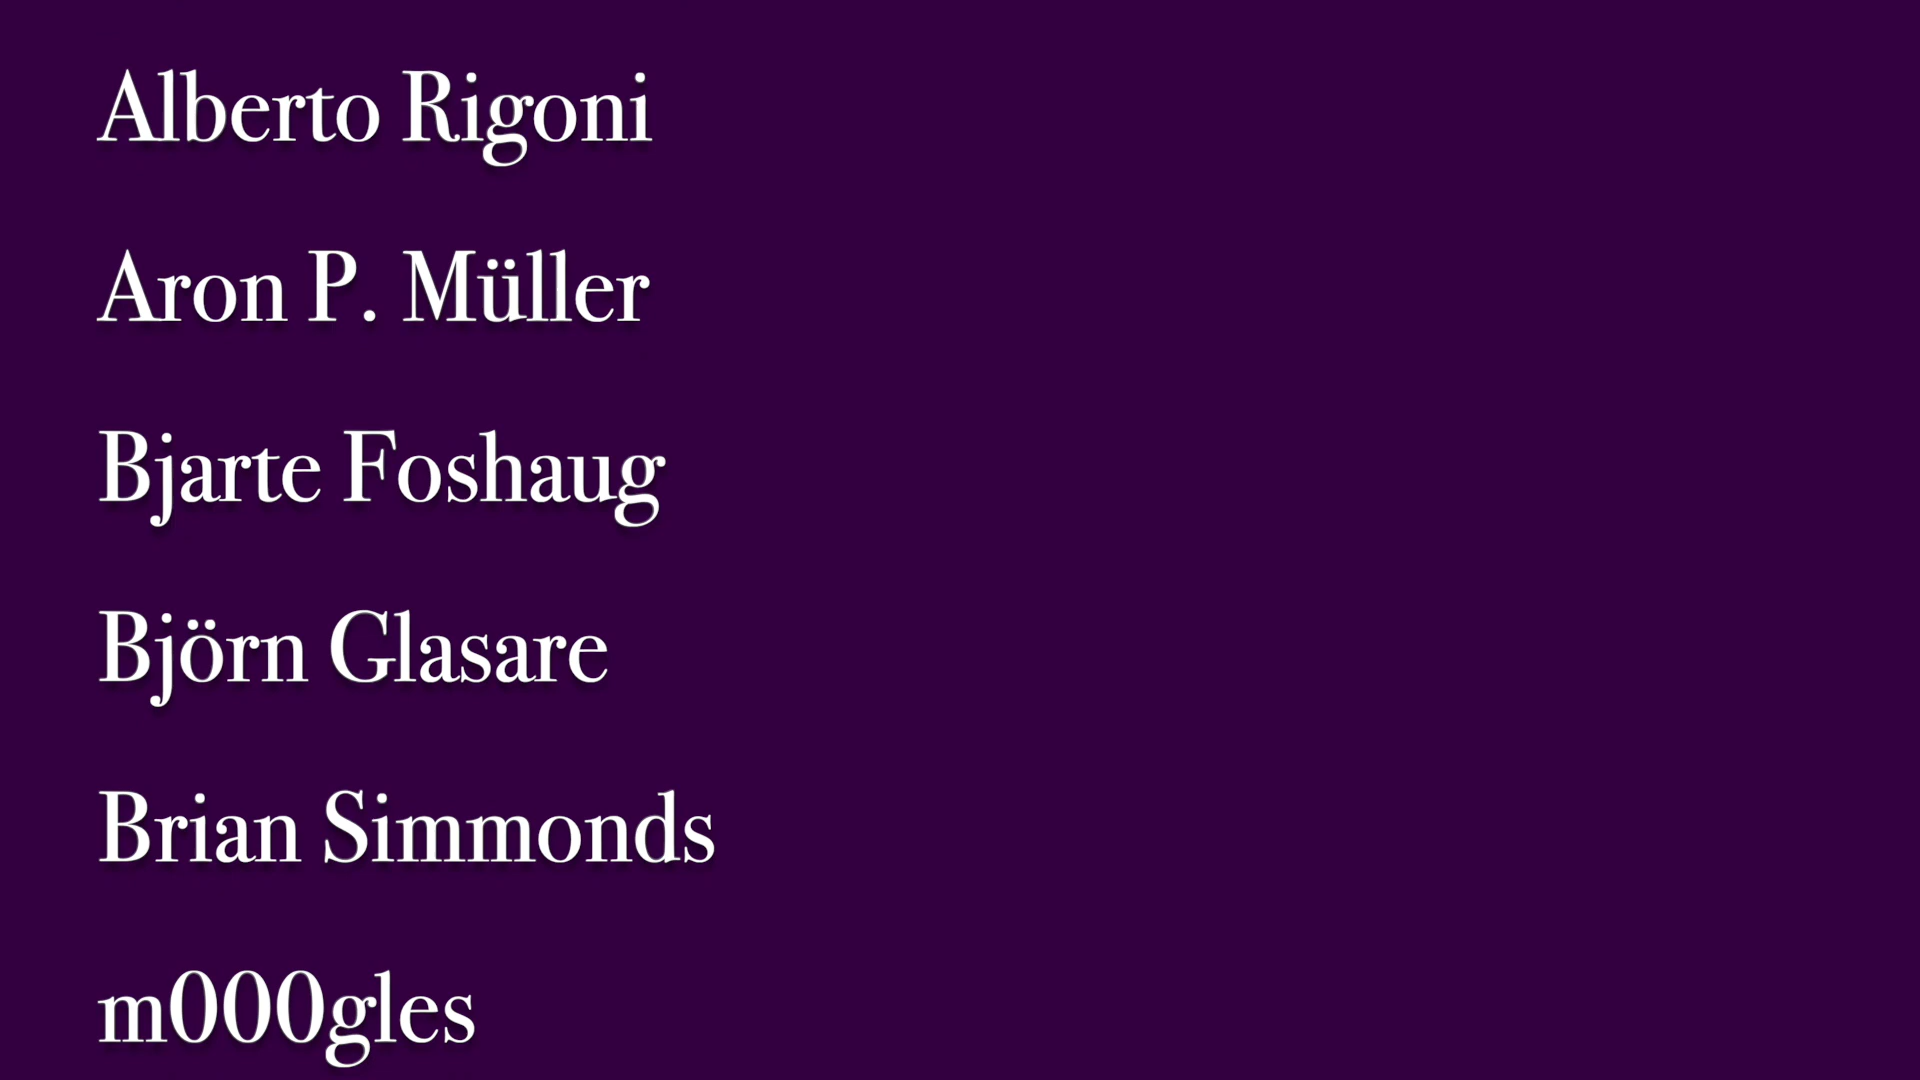 Alberto Rigoni
Aron P. Müller
Bjarte Foshaug
Björn Glasare
Brian Simmonds
m000gles